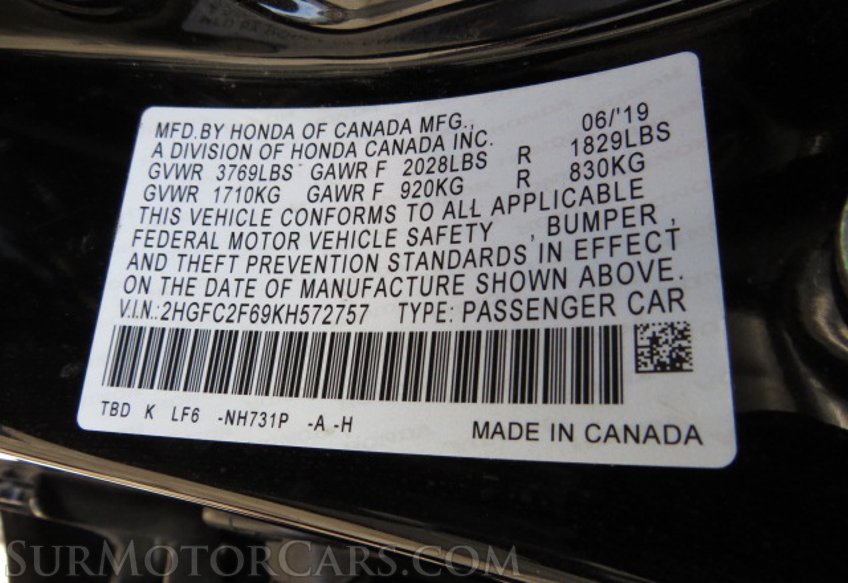 MFD.BY HONDA OF CANADA MFG., 06/'19
A DIVISION OF HONDA CANADA INC.
GVWR 3769LBS GAWR F 2028LBS R 1829LBS
GVWR 1710KG GAWR F 920KG R 830KG
THIS VEHICLE CONFORMS TO ALL APPLICABLE
FEDERAL MOTOR VEHICLE SAFETY , BUMPER ,
AND THEFT PREVENTION STANDARDS IN EFFECT
ON THE DATE OF MANUFACTURE SHOWN ABOVE.
V.I.N.:2HGFC2F69KH572757 TYPE: PASSENGER CAR
TBD K LF6 -NH731P -A -H MADE IN CANADA
SURMOTORCARS.COM